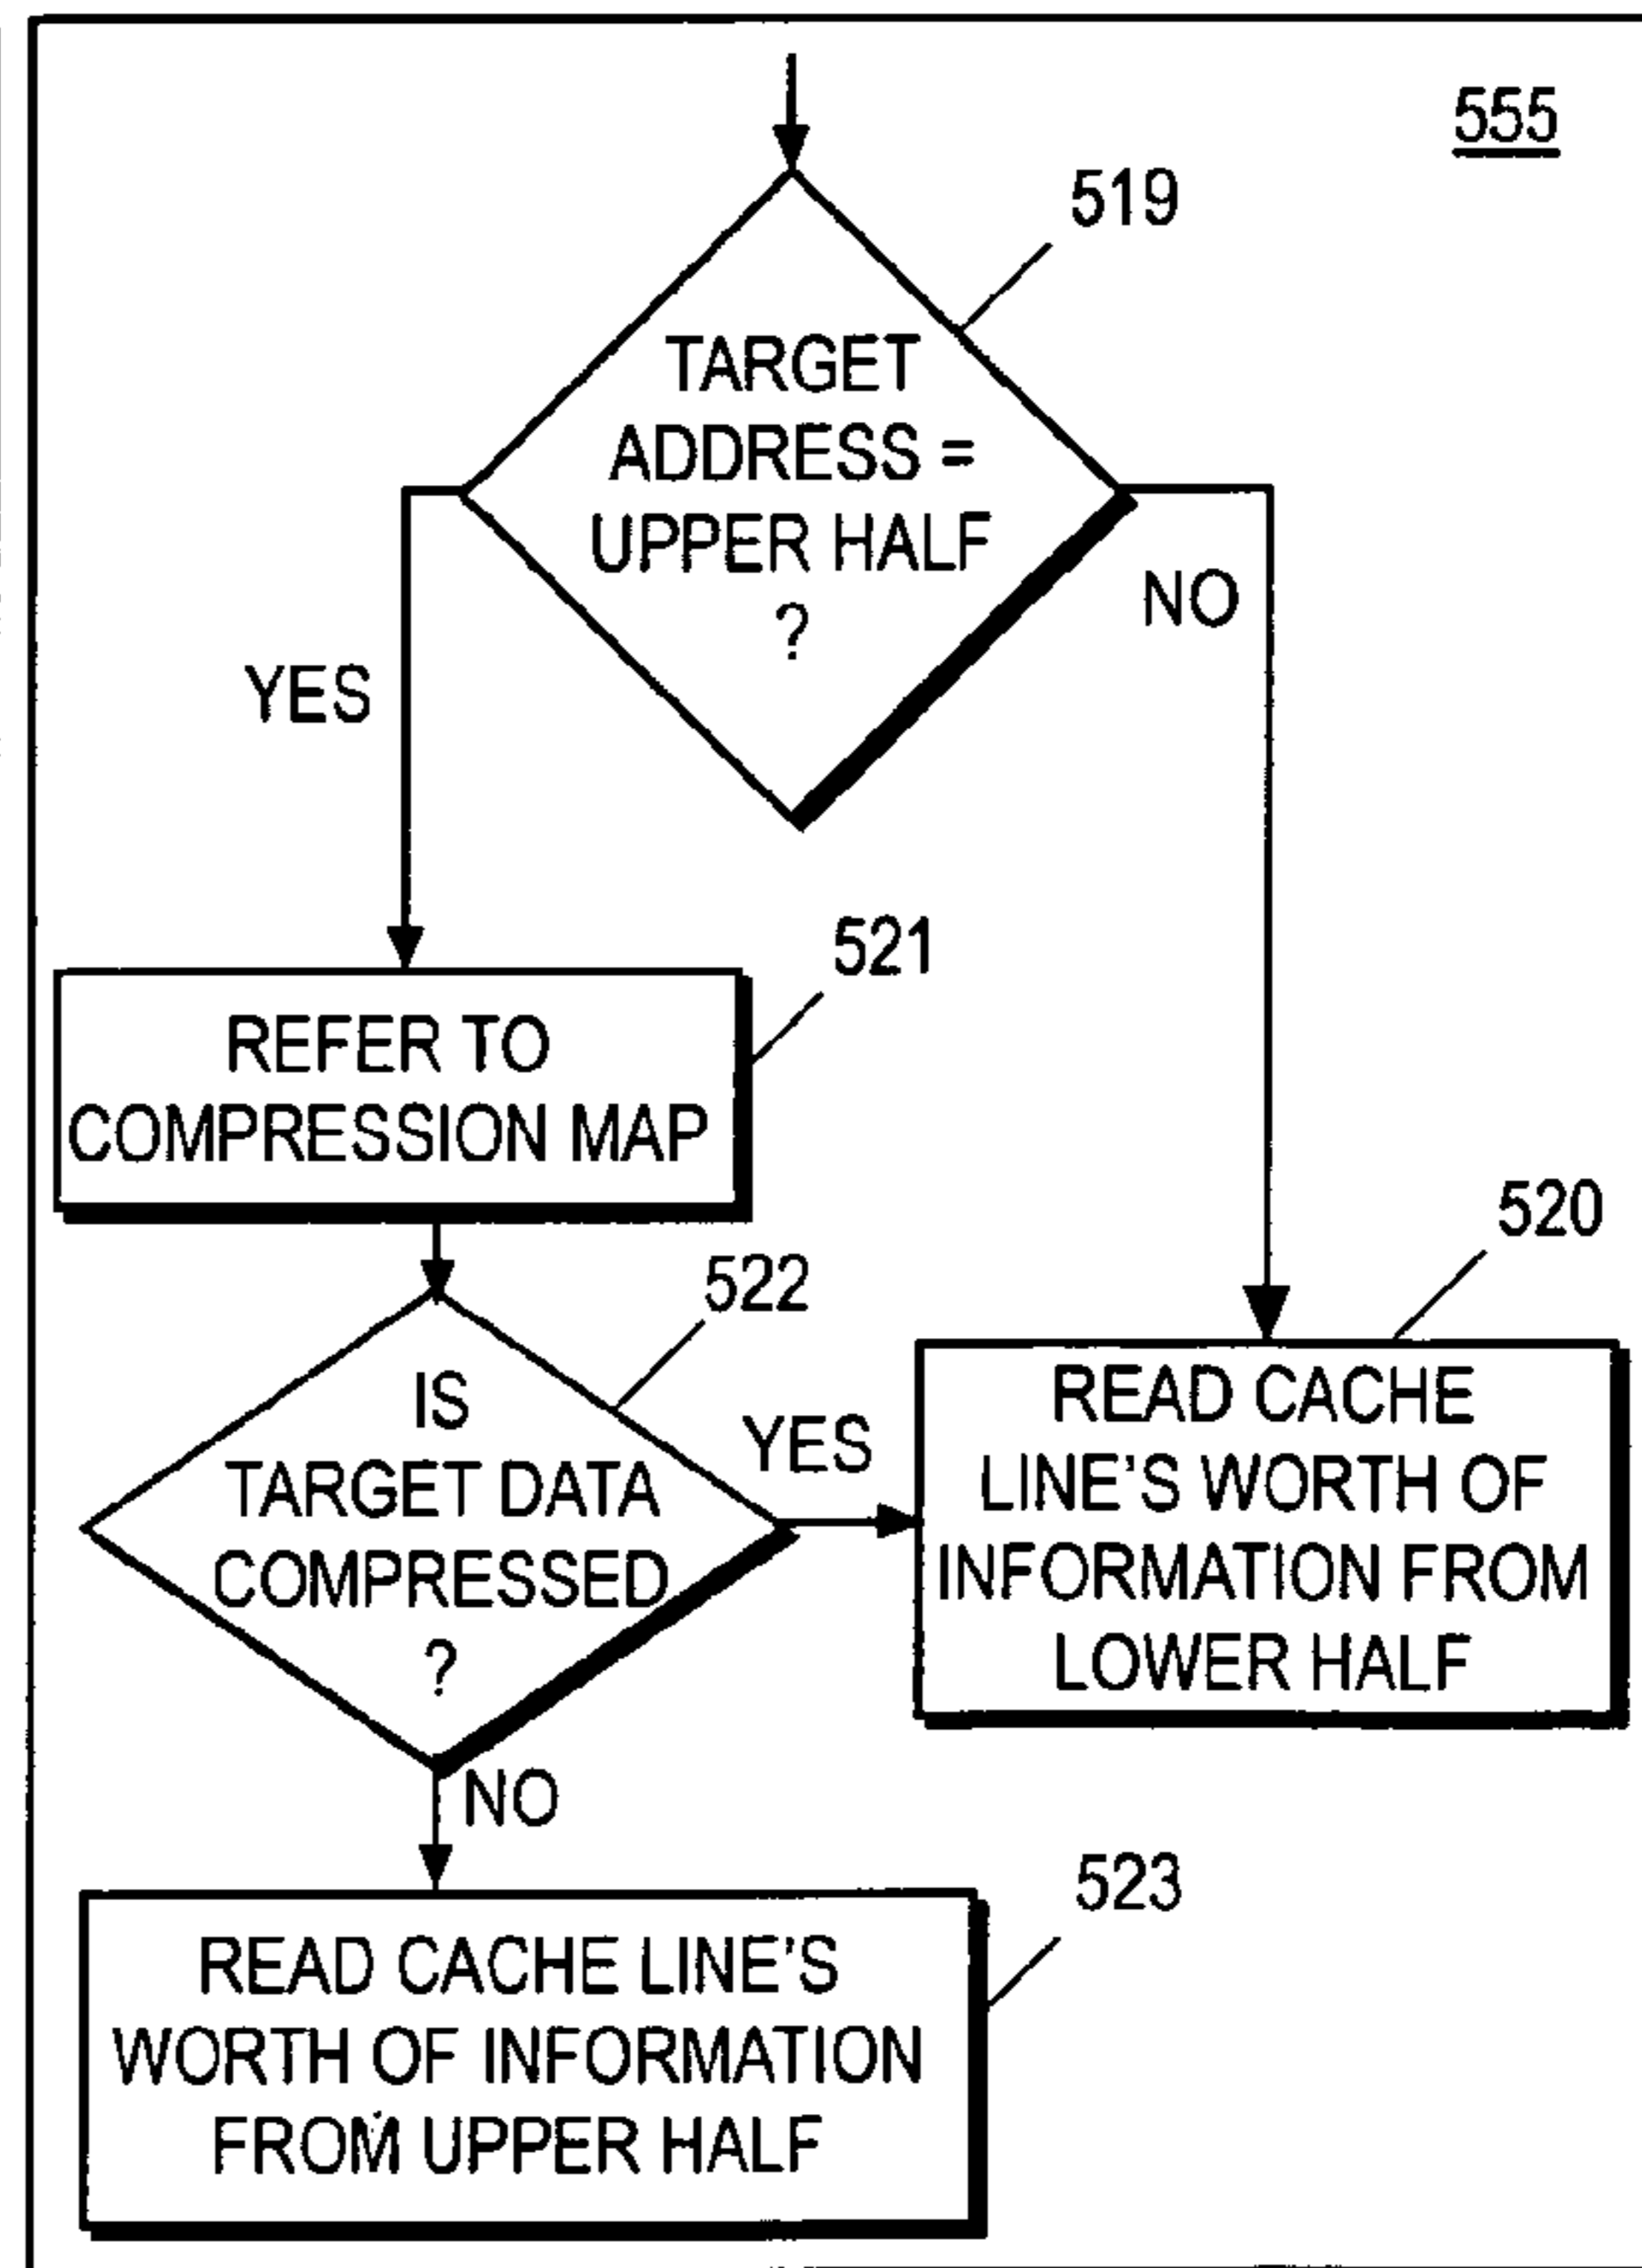 555
519
TARGET
ADDRESS =
UPPER HALF
?
YES
NO
521
REFER TO
COMPRESSION MAP
520
522
IS
TARGET DATA
COMPRESSED
?
YES
READ CACHE
LINE'S WORTH OF
INFORMATION FROM
LOWER HALF
NO
523
READ CACHE LINE'S
WORTH OF INFORMATION
FROM UPPER HALF